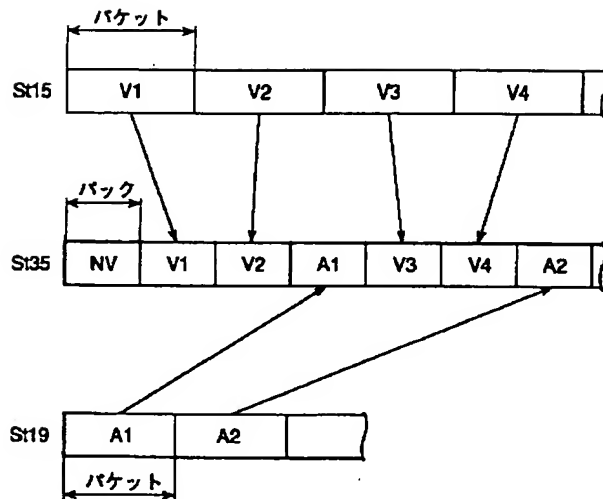 パケット
St15 V1 V2 V3 V4
パック
St35 NV V1 V2 A1 V3 V4 A2
St19 A1 A2
パケット